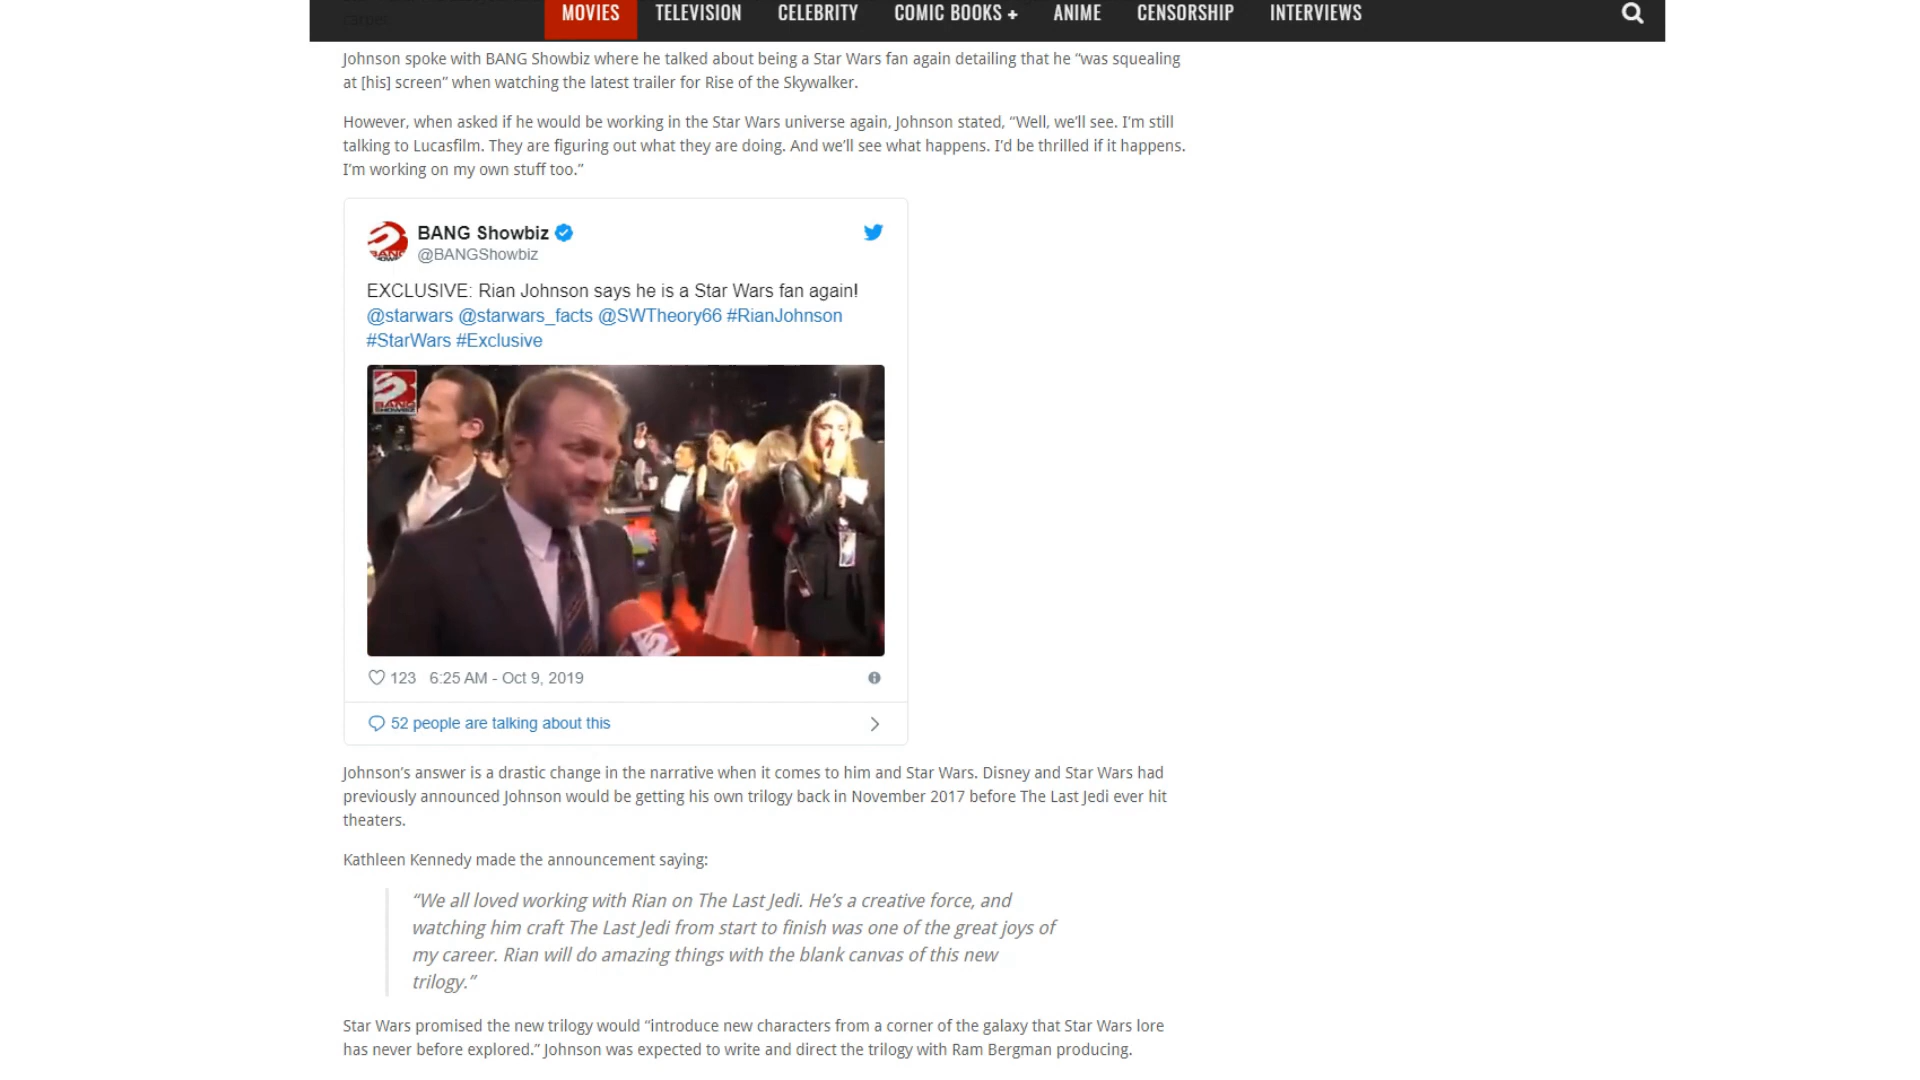 carpet.
MOVIES TELEVISION CELEBRITY COMIC BOOKS + ANIME CENSORSHIP INTERVIEWS
Johnson spoke with BANG Showbiz where he talked about being a Star Wars fan again detailing that he “was squealing
at [his] screen” when watching the latest trailer for Rise of the Skywalker.
However, when asked if he would be working in the Star Wars universe again, Johnson stated, “Well, we’ll see. I’m still
talking to Lucasfilm. They are figuring out what they are doing. And we’ll see what happens. I’d be thrilled if it happens.
I’m working on my own stuff too.”
BANG Showbiz
@BANGShowbiz
EXCLUSIVE: Rian Johnson says he is a Star Wars fan again!
@starwars @starwars_facts @SWTheory66 #RianJohnson
#StarWars #Exclusive
BANG
SHOWBIZ
123 6:25 AM - Oct 9, 2019
52 people are talking about this
Johnson’s answer is a drastic change in the narrative when it comes to him and Star Wars. Disney and Star Wars had
previously announced Johnson would be getting his own trilogy back in November 2017 before The Last Jedi ever hit
theaters.
Kathleen Kennedy made the announcement saying:
“We all loved working with Rian on The Last Jedi. He’s a creative force, and
watching him craft The Last Jedi from start to finish was one of the great joys of
my career. Rian will do amazing things with the blank canvas of this new
trilogy.”
Star Wars promised the new trilogy would “introduce new characters from a corner of the galaxy that Star Wars lore
has never before explored.” Johnson was expected to write and direct the trilogy with Ram Bergman producing.